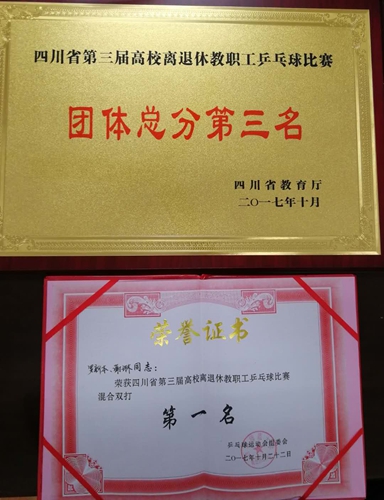 四川省第三届高校离退休教职工乒乓球比赛
团体总分第三名
四川省教育厅
二〇一七年十月
荣誉证书
同志：
荣获四川省第三届高校离退休教职工乒乓球比赛
混合双打
第一名
二〇一七年十月二十二日